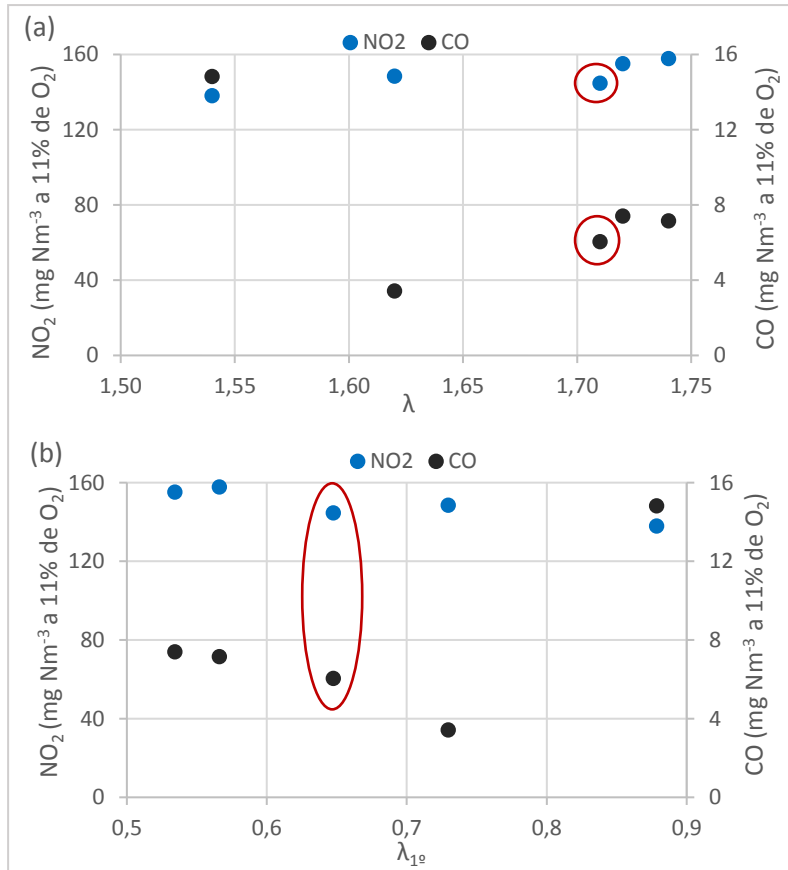 (a)
NO2 CO
NO₂ (mg Nm⁻³ a 11% de O₂)
160
120
80
40
0
CO (mg Nm⁻³ a 11% de O₂)
16
12
8
4
0
1,50 1,55 1,60 1,65 1,70 1,75
λ
(b)
NO2 CO
NO₂ (mg Nm⁻³ a 11% de O₂)
160
120
80
40
0
CO (mg Nm⁻³ a 11% de O₂)
16
12
8
4
0
0,5 0,6 0,7 0,8 0,9
λ₁º